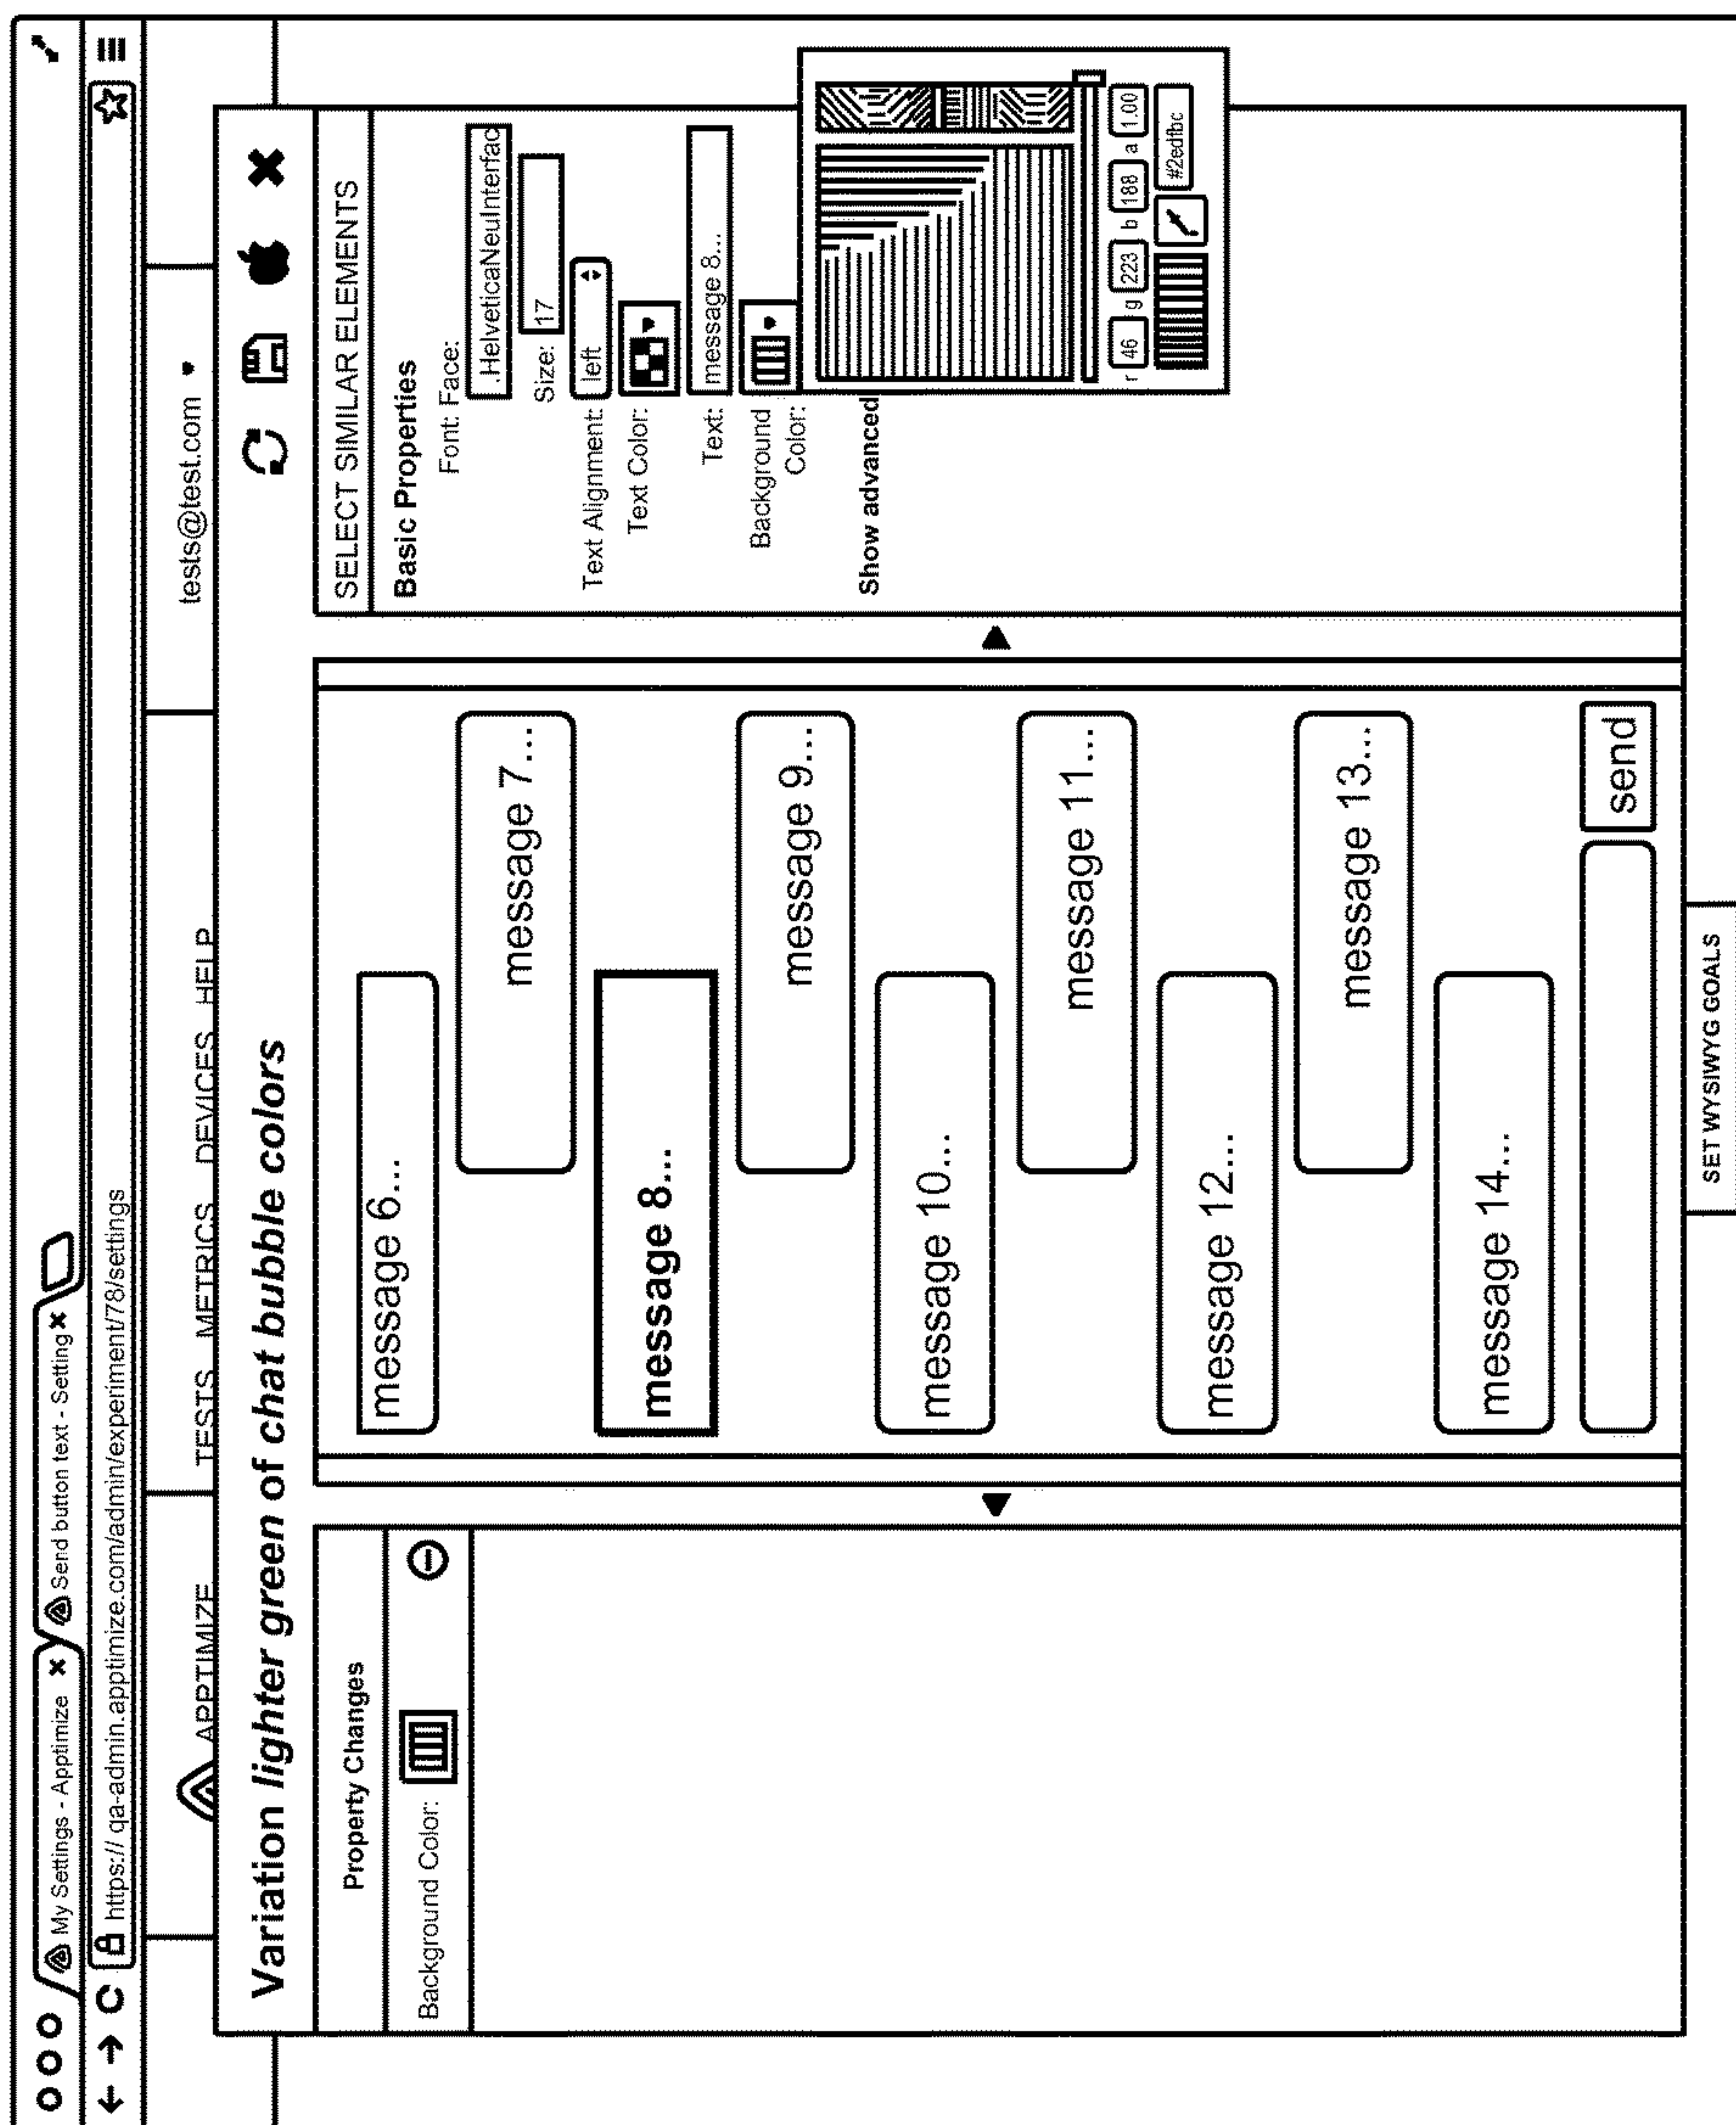 My Settings - Apptimize
Send button text - Setting
https:// qa-admin.apptimize.com/admin/experiment/78/settings
APPTIMIZE TESTS METRICS DEVICES HELP tests@test.com
Variation lighter green of chat bubble colors
Property Changes
Background Color:
message 6...
message 7...
message 8...
message 9...
message 10...
message 11...
message 12...
message 13...
message 14...
send
SELECT SIMILAR ELEMENTS
Basic Properties
Font: Face:
.HelveticaNeuInterfac
Size: 17
Text Alignment: left
Text Color:
Text: message 8...
Background
Color:
Show advanced
r 46 g 223 b 188 a 1.00
#2edfbc
SET WYSIWYG GOALS